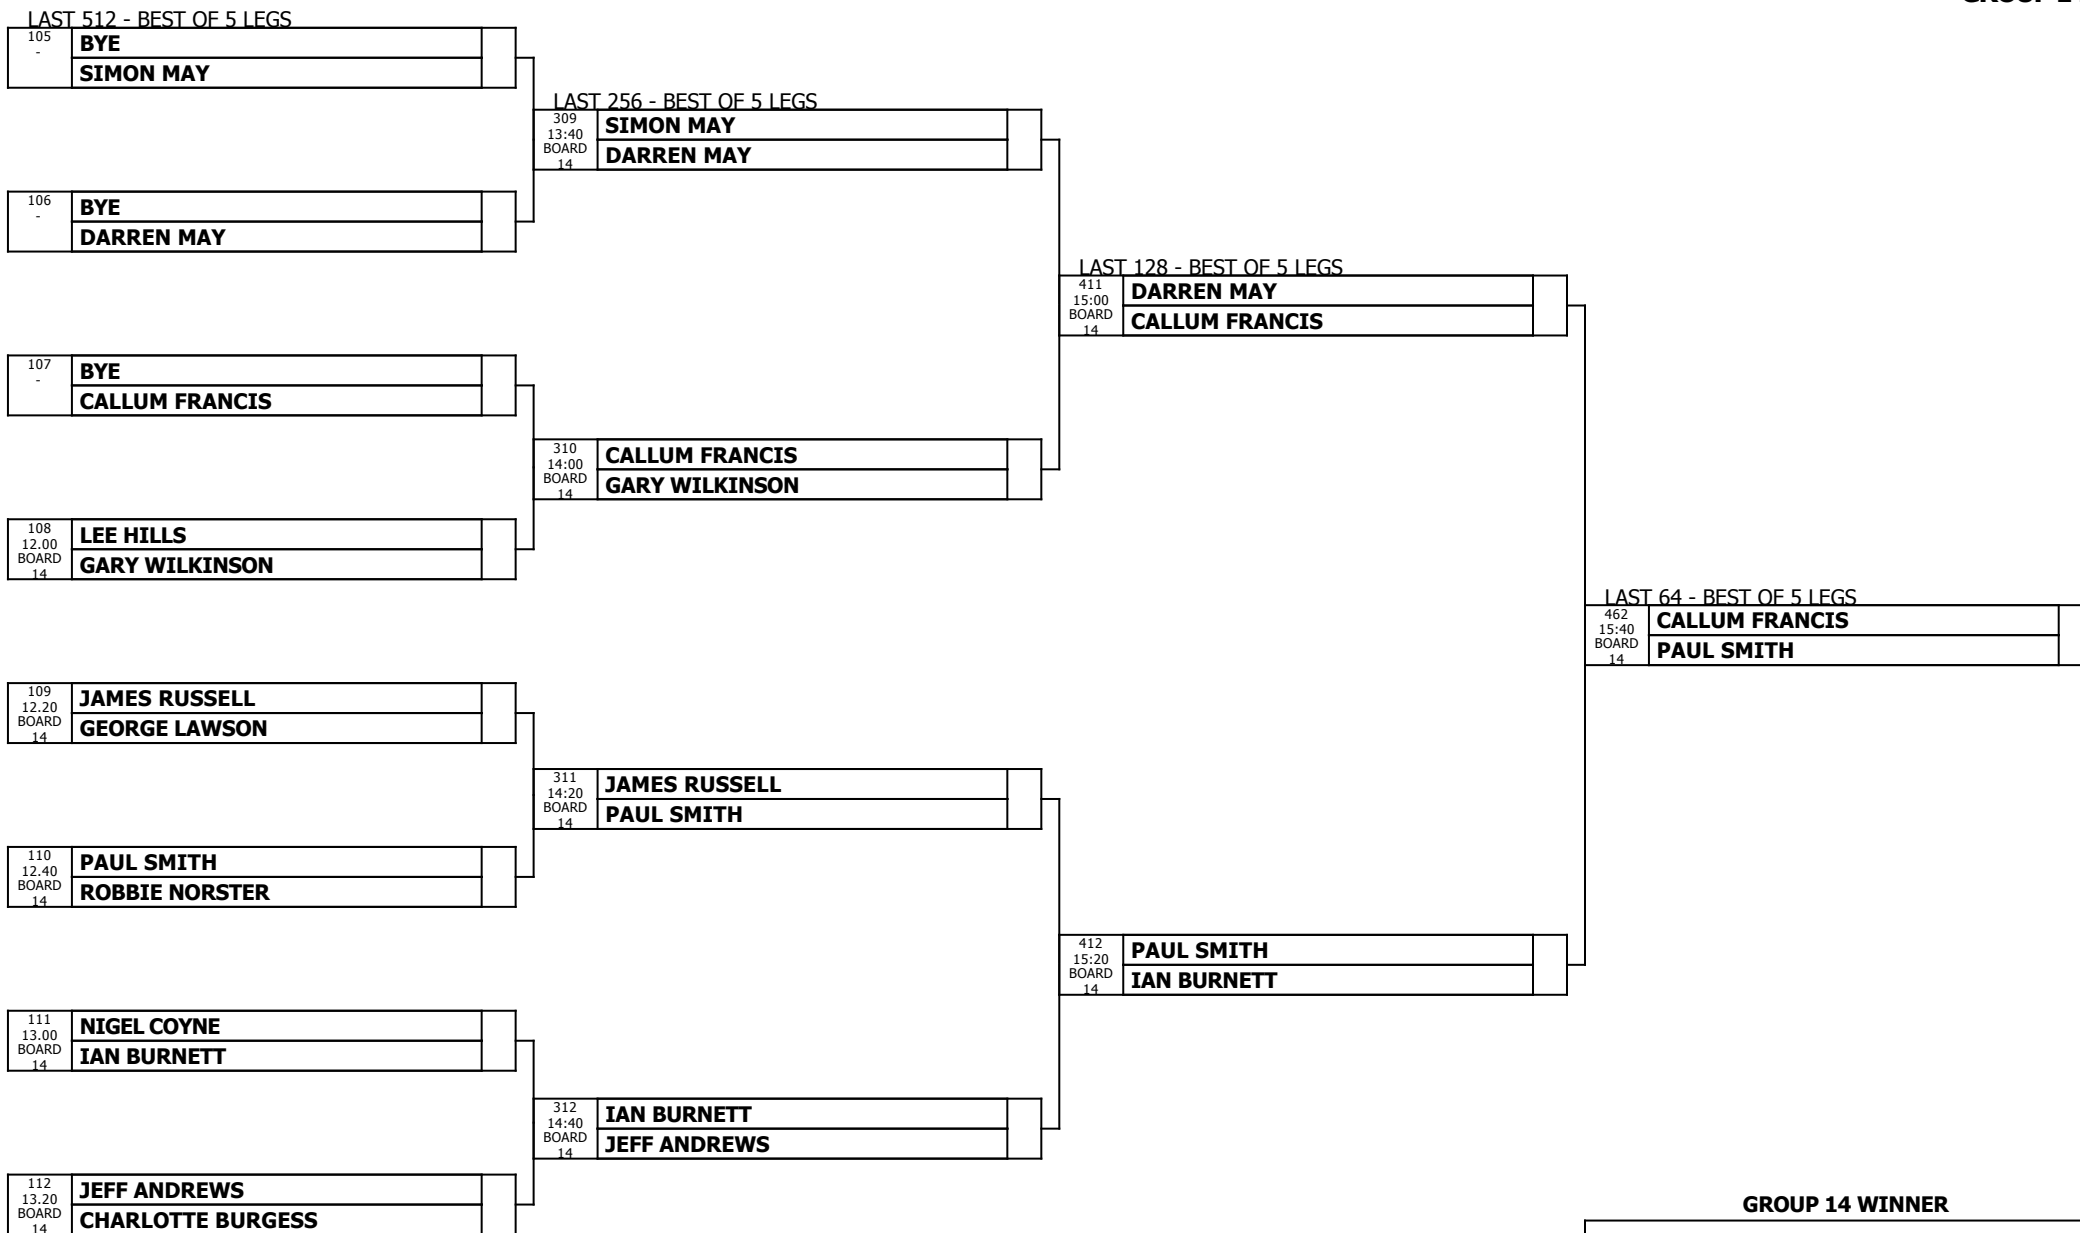 LAST 512 - BEST OF 5 LEGS
105
-
BYE
SIMON MAY
106
-
BYE
DARREN MAY
107
-
BYE
CALLUM FRANCIS
108
12.00
BOARD
14
LEE HILLS
GARY WILKINSON
109
12.20
BOARD
14
JAMES RUSSELL
GEORGE LAWSON
110
12.40
BOARD
14
PAUL SMITH
ROBBIE NORSTER
111
13.00
BOARD
14
NIGEL COYNE
IAN BURNETT
112
13.20
BOARD
14
JEFF ANDREWS
CHARLOTTE BURGESS
LAST 256 - BEST OF 5 LEGS
309
13:40
BOARD
14
SIMON MAY
DARREN MAY
310
14:00
BOARD
14
CALLUM FRANCIS
GARY WILKINSON
311
14:20
BOARD
14
JAMES RUSSELL
PAUL SMITH
312
14:40
BOARD
14
IAN BURNETT
JEFF ANDREWS
LAST 128 - BEST OF 5 LEGS
411
15:00
BOARD
14
DARREN MAY
CALLUM FRANCIS
412
15:20
BOARD
14
PAUL SMITH
IAN BURNETT
LAST 64 - BEST OF 5 LEGS
462
15:40
BOARD
14
CALLUM FRANCIS
PAUL SMITH
GROUP 14 WINNER